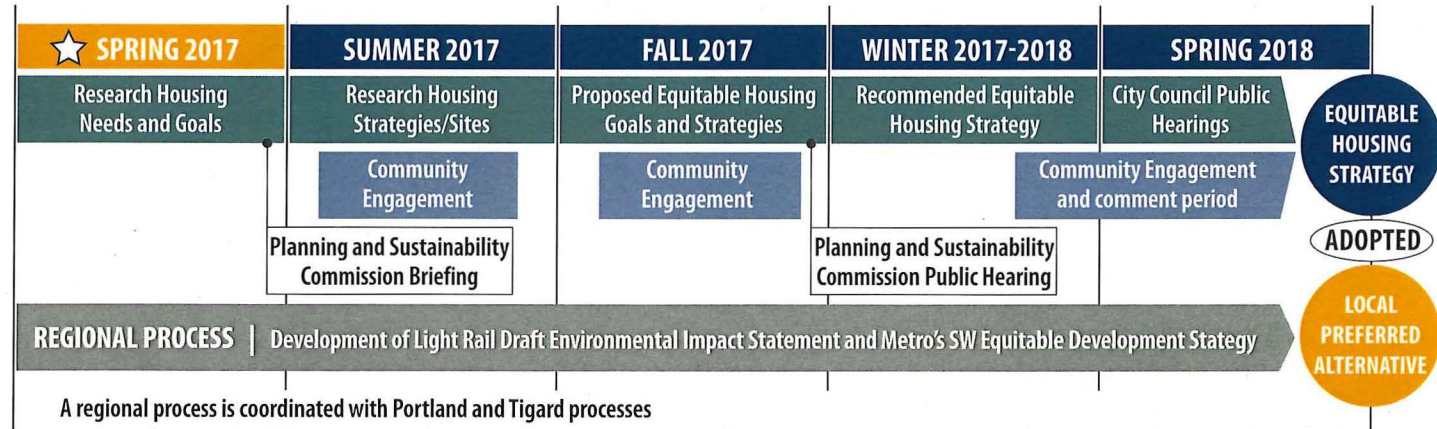 SPRING 2017
SUMMER 2017
FALL 2017
WINTER 2017-2018
SPRING 2018
Research Housing
Needs and Goals
Research Housing
Strategies/Sites
Proposed Equitable Housing
Goals and Strategies
Recommended Equitable
Housing Strategy
City Council Public
Hearings
EQUITABLE
HOUSING
STRATEGY
Community
Engagement
Community
Engagement
Community Engagement
and comment period
Planning and Sustainability
Commission Briefing
Planning and Sustainability
Commission Public Hearing
ADOPTED
REGIONAL PROCESS | Development of Light Rail Draft Environmental Impact Statement and Metro's SW Equitable Development Stategy
LOCAL
PREFERRED
ALTERNATIVE
A regional process is coordinated with Portland and Tigard processes